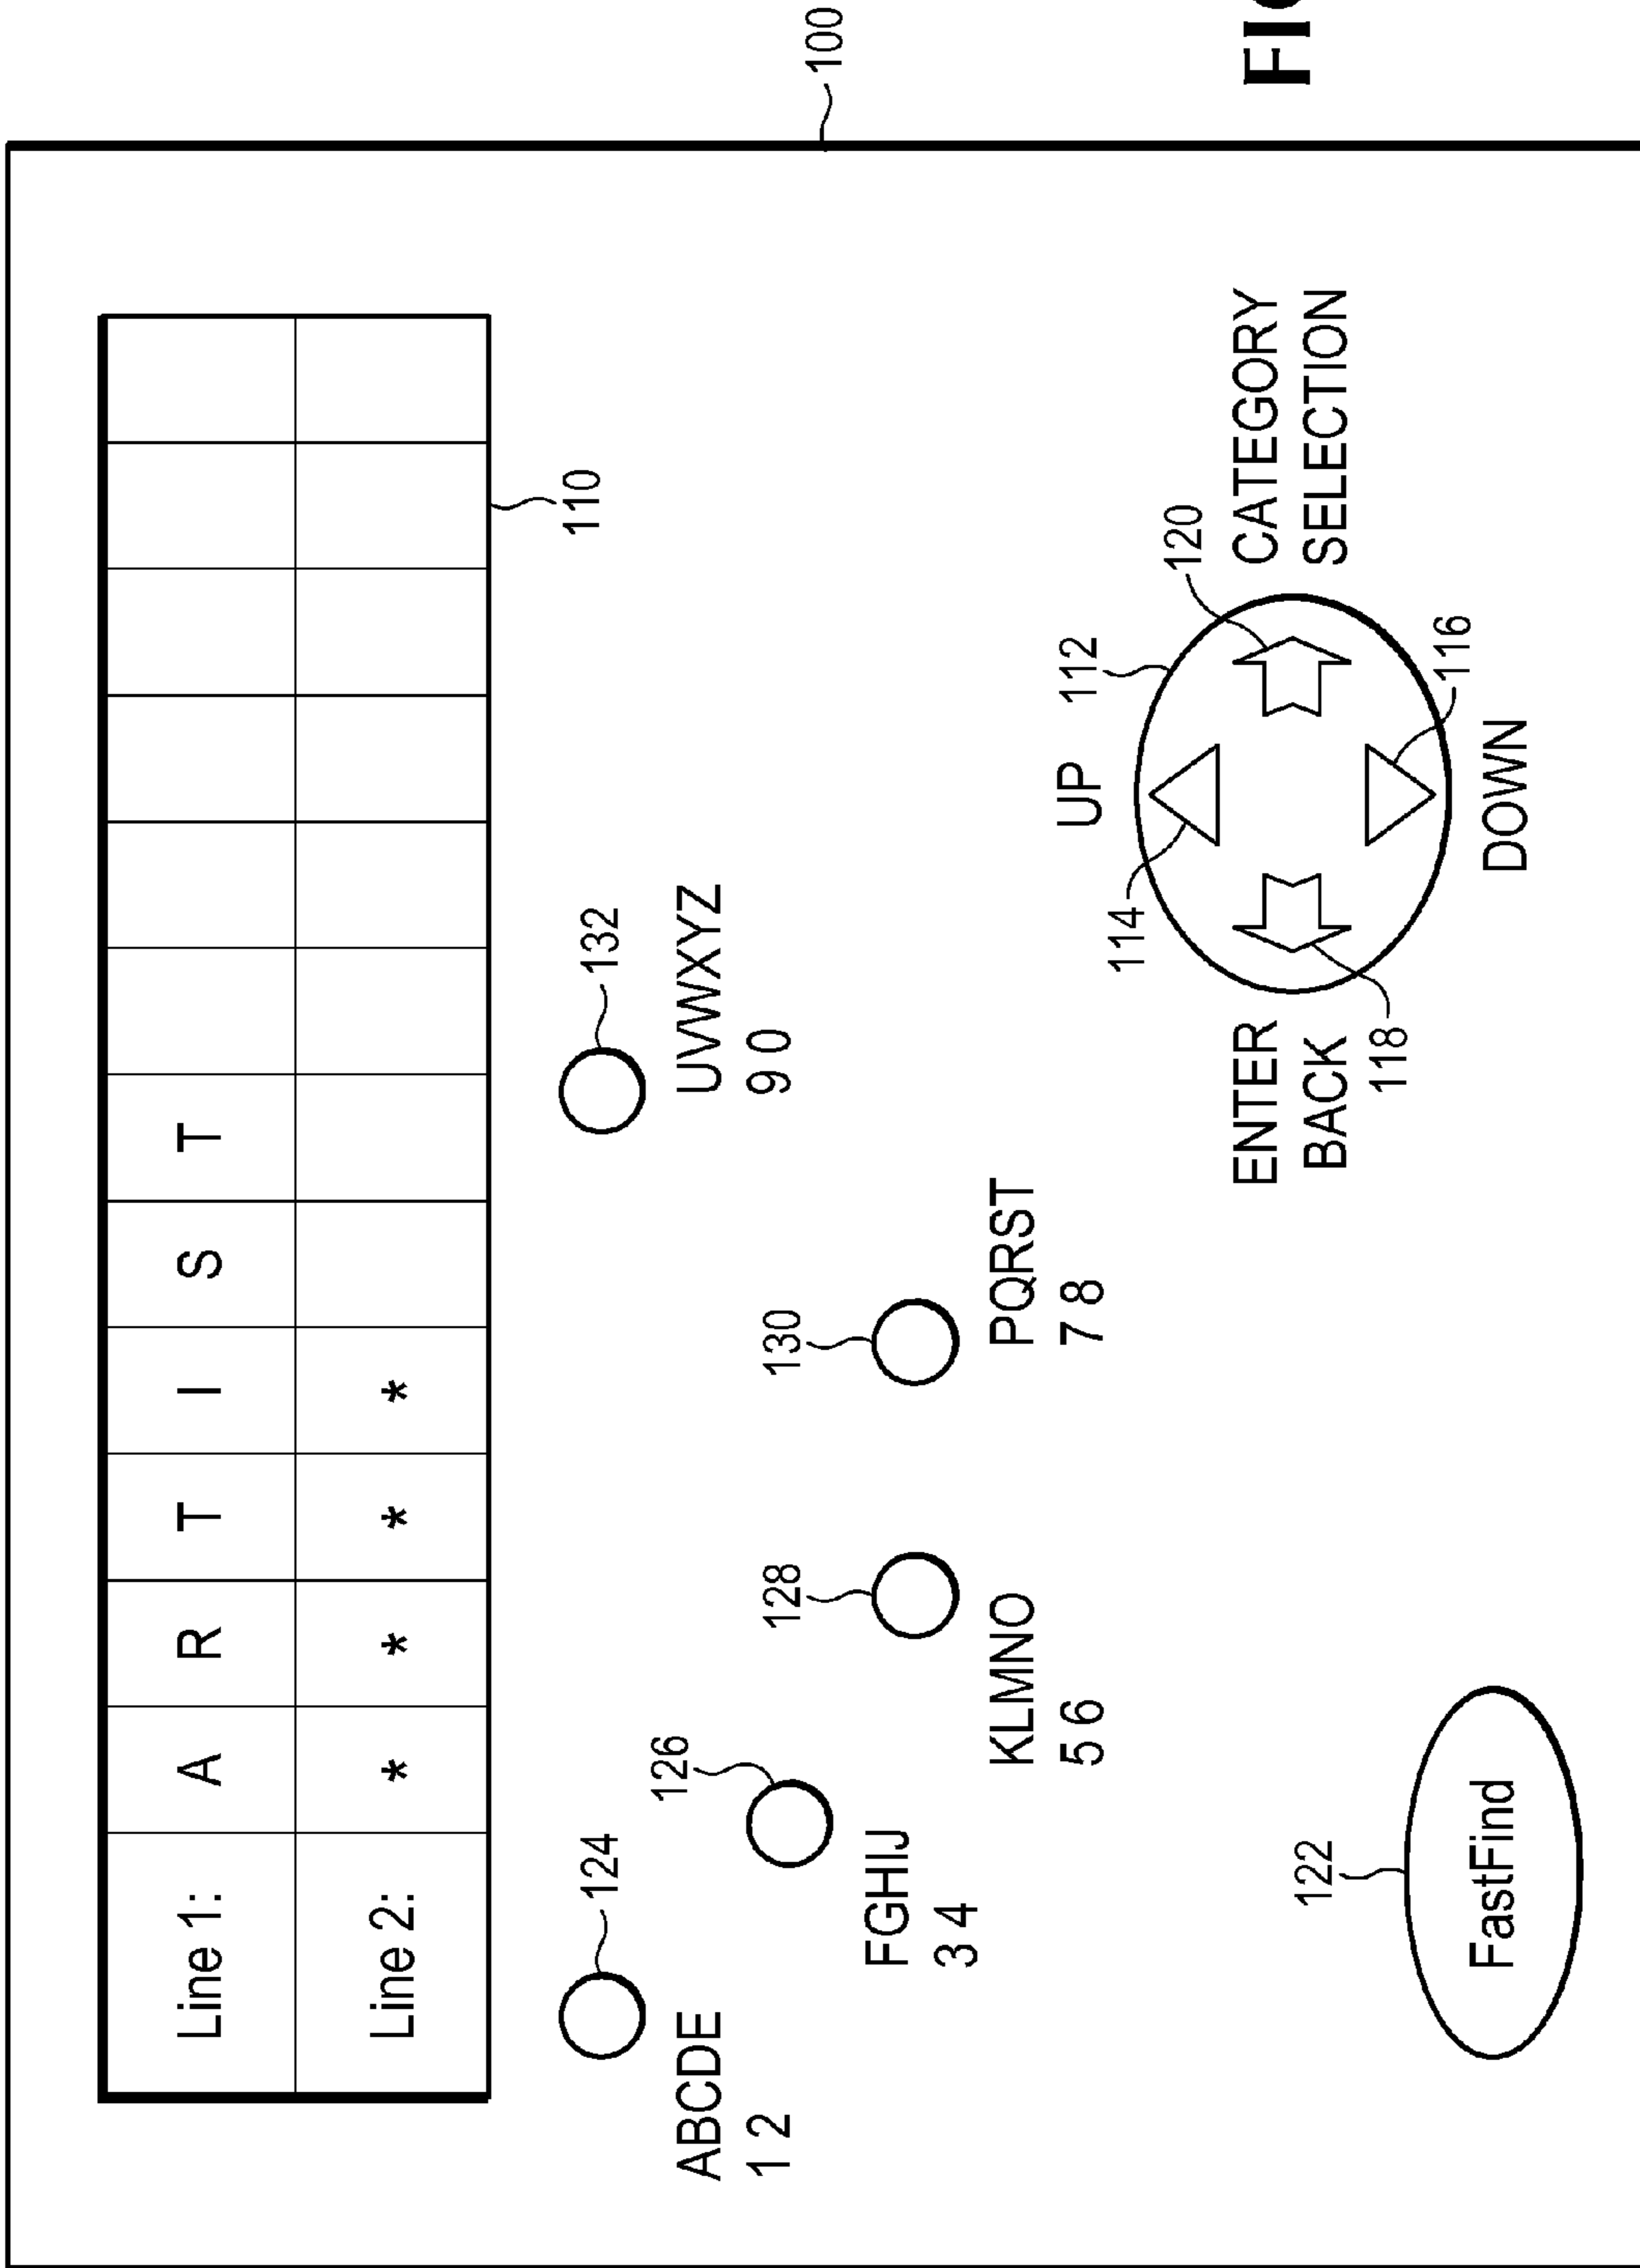 Line 1: A R T I S T
Line 2: * * * *
110
124
132
ABCDE
1 2
UVWXYZ
9 0
126
FGHIJ
3 4
128
130
KLMNO
5 6
PQRST
7 8
100
UP
112
114
120
ENTER
BACK
118
CATEGORY
SELECTION
116
DOWN
122
FastFind